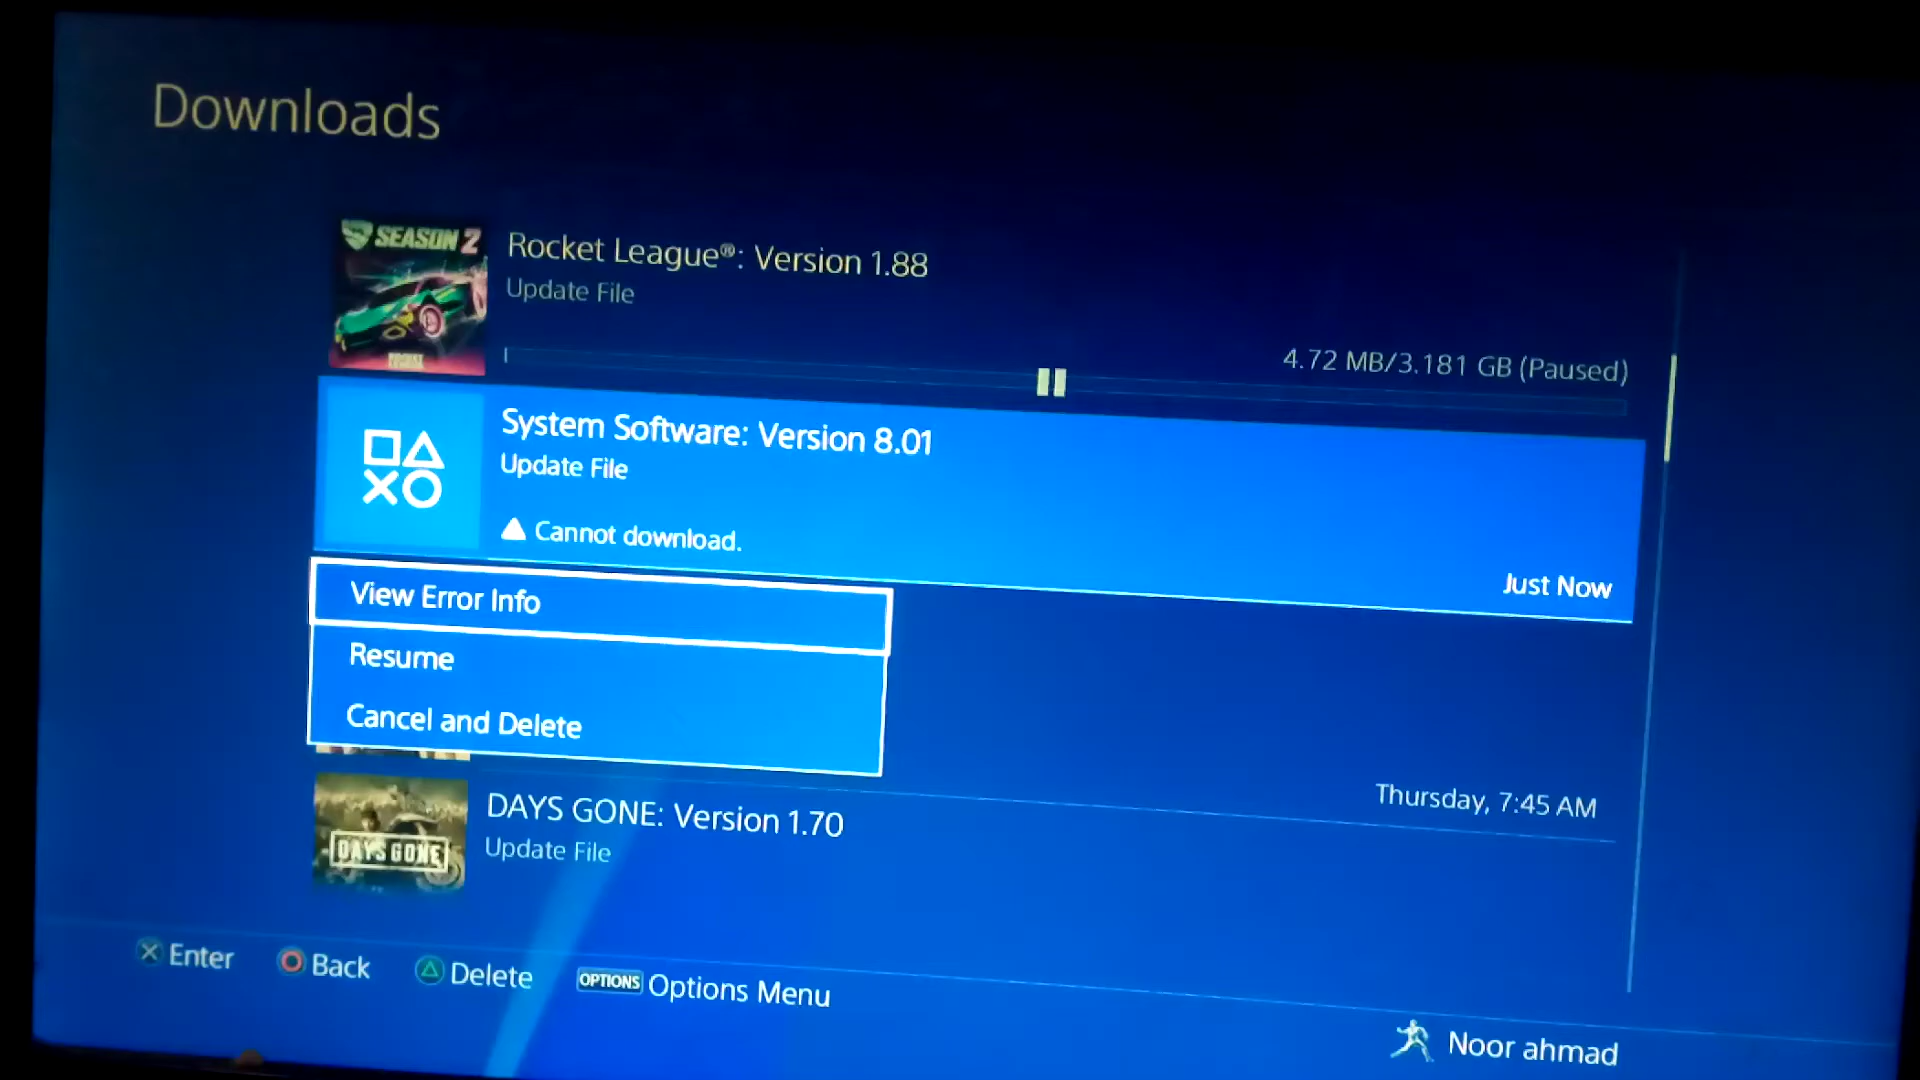 Downloads
SEASON 2
Rocket League®: Version 1.88
Update File
4.72 MB/3.181 GB (Paused)
System Software: Version 8.01
Update File
Cannot download.
Just Now
View Error Info
Resume
Cancel and Delete
Thursday, 7:45 AM
DAYS GONE
DAYS GONE: Version 1.70
Update File
Enter
Back
Delete
OPTIONS Options Menu
Noor ahmad